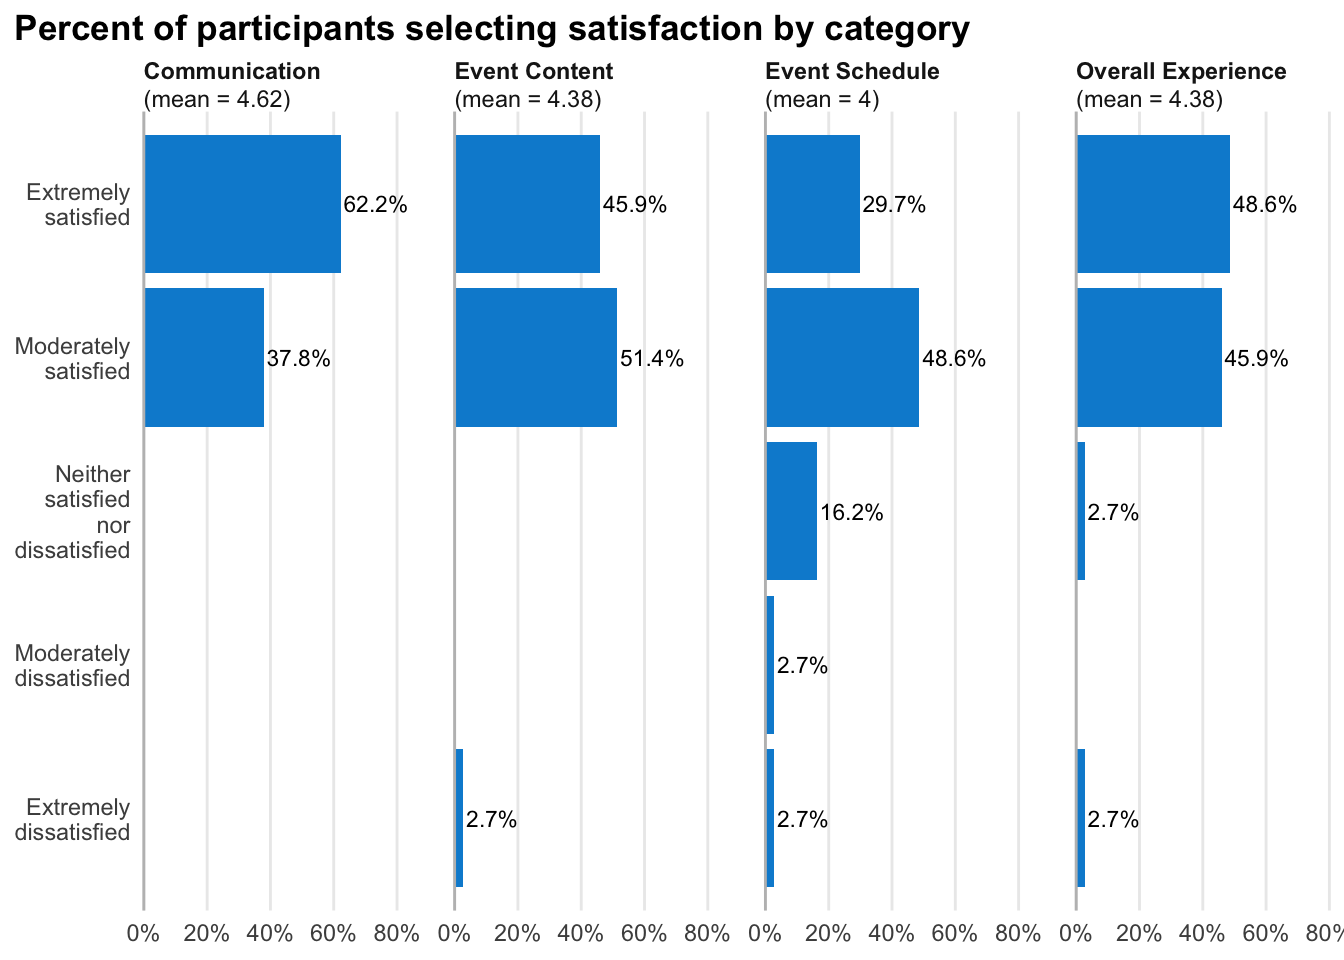 Percent of participants selecting satisfaction by category
Communication
(mean = 4.62)
Event Content
(mean = 4.38)
Event Schedule
(mean = 4)
Overall Experience
(mean = 4.38)
Extremely
satisfied
62.2%
45.9%
29.7%
48.6%
Moderately
satisfied
37.8%
51.4%
48.6%
45.9%
Neither
satisfied
nor
dissatisfied
16.2%
2.7%
Moderately
dissatisfied
2.7%
Extremely
dissatisfied
2.7%
2.7%
2.7%
0% 20% 40% 60% 80%
0% 20% 40% 60% 80%
0% 20% 40% 60% 80%
0% 20% 40% 60% 80%